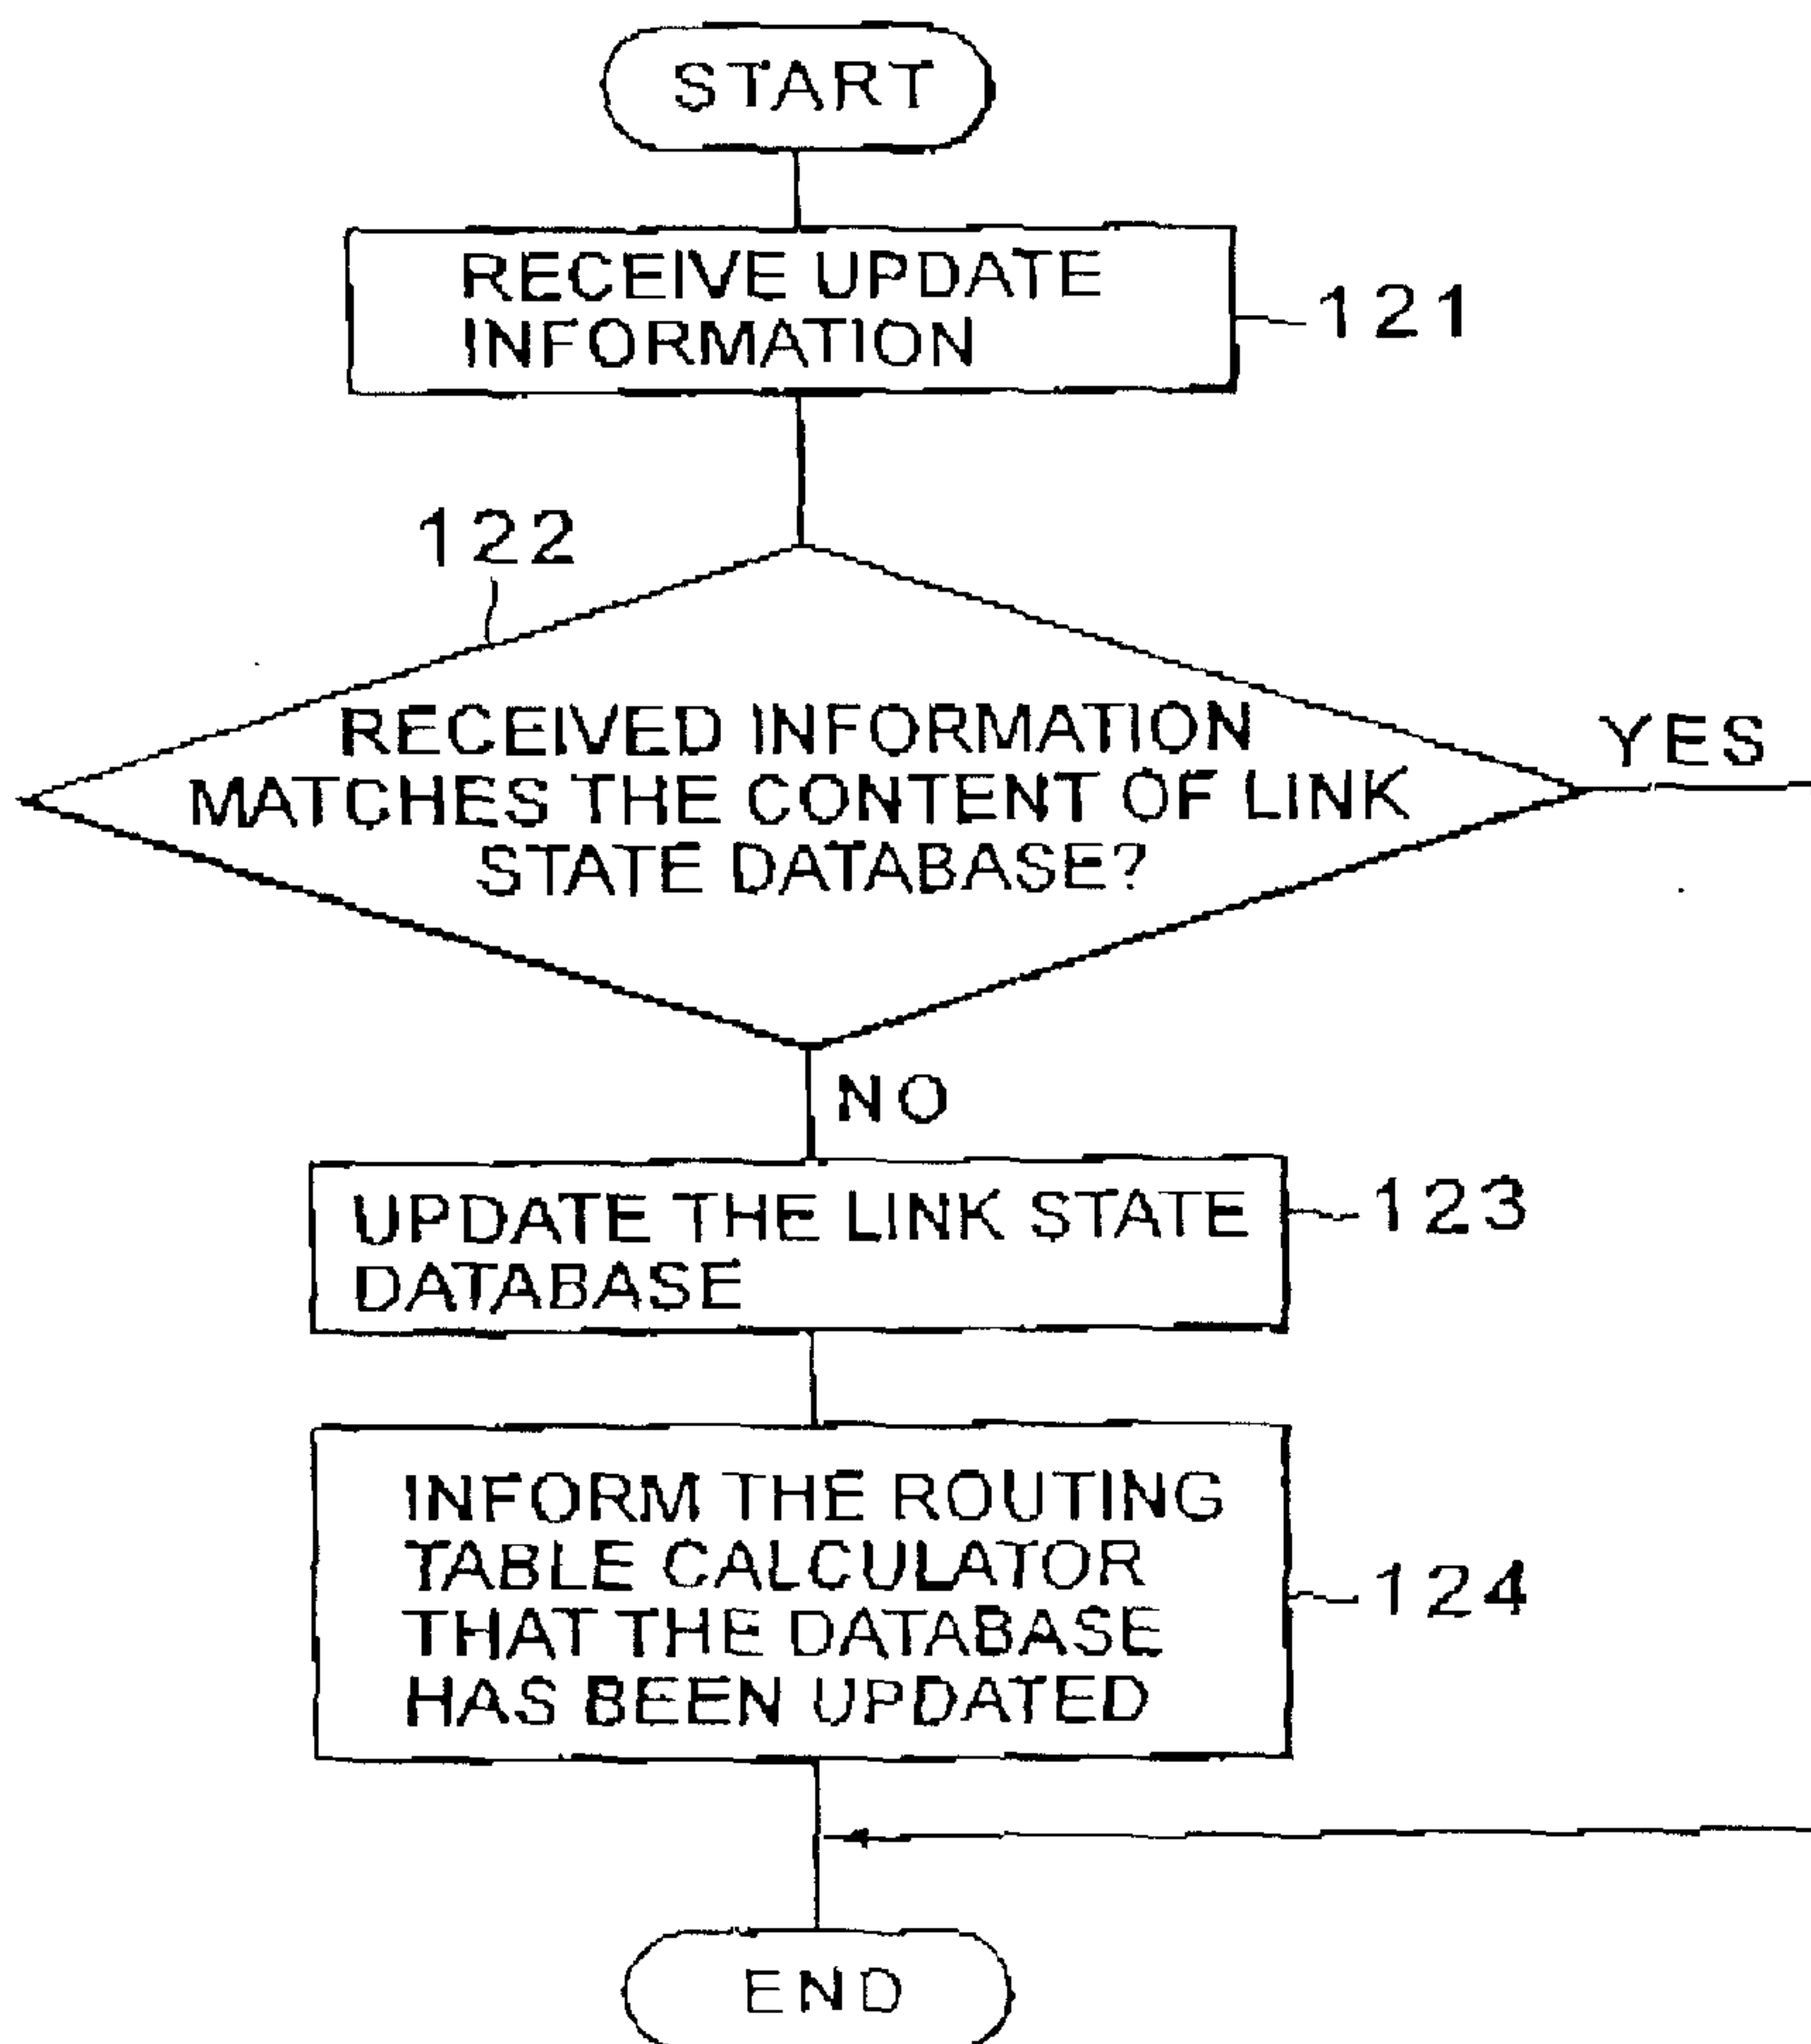 START
RECEIVE UPDATE
INFORMATION
121
122
RECEIVED INFORMATION
MATCHES THE CONTENT OF LINK
STATE DATABASE?
YES
NO
UPDATE THE LINK STATE
DATABASE
123
INFORM THE ROUTING
TABLE CALCULATOR
THAT THE DATABASE
HAS BEEN UPDATED
124
END